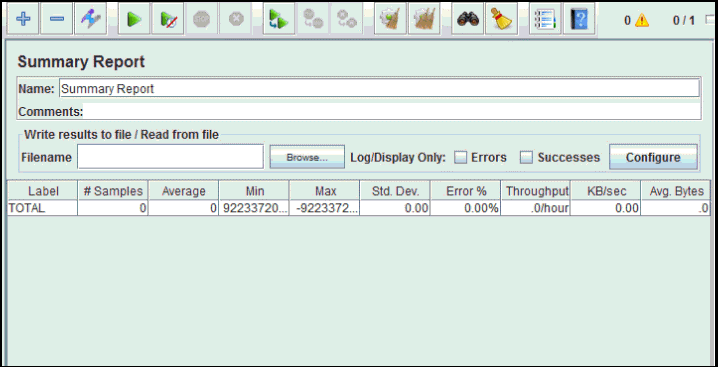 0 0 / 1
Summary Report
Name: Summary Report
Comments:
Write results to file / Read from file
Filename Browse... Log/Display Only: Errors Successes Configure
Label # Samples Average Min Max Std. Dev. Error % Throughput KB/sec Avg. Bytes
TOTAL 0 0 92233720... -9223372... 0.00 0.00% .0/hour 0.00 .0